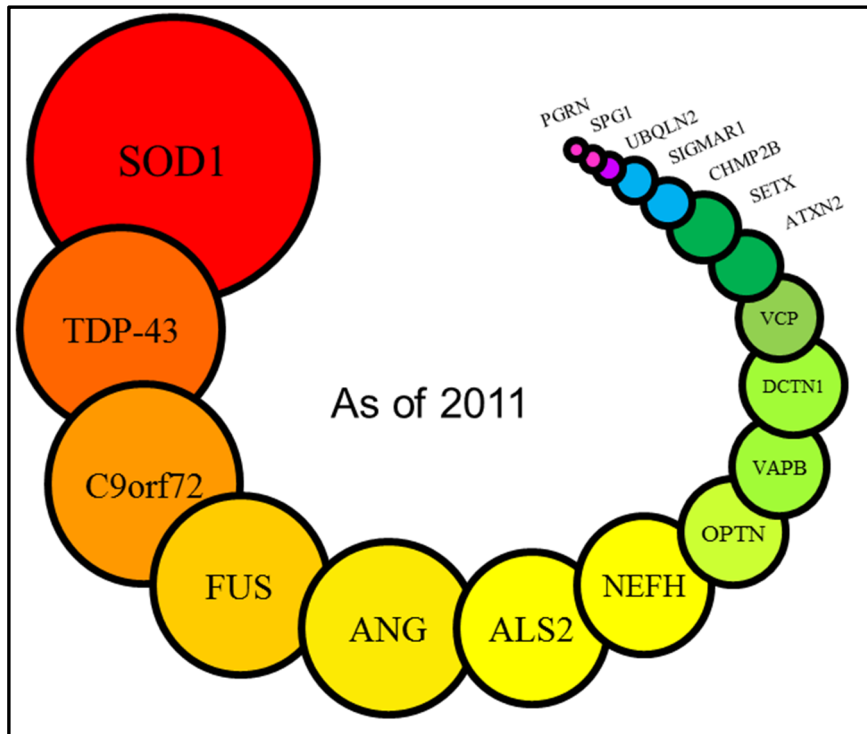 SOD1
TDP-43
C9orf72
FUS
ANG
ALS2
NEFH
OPTN
VAPB
DCTN1
VCP
ATXN2
SETX
CHMP2B
SIGMAR1
UBQLN2
SPGI
PGRN
As of 2011